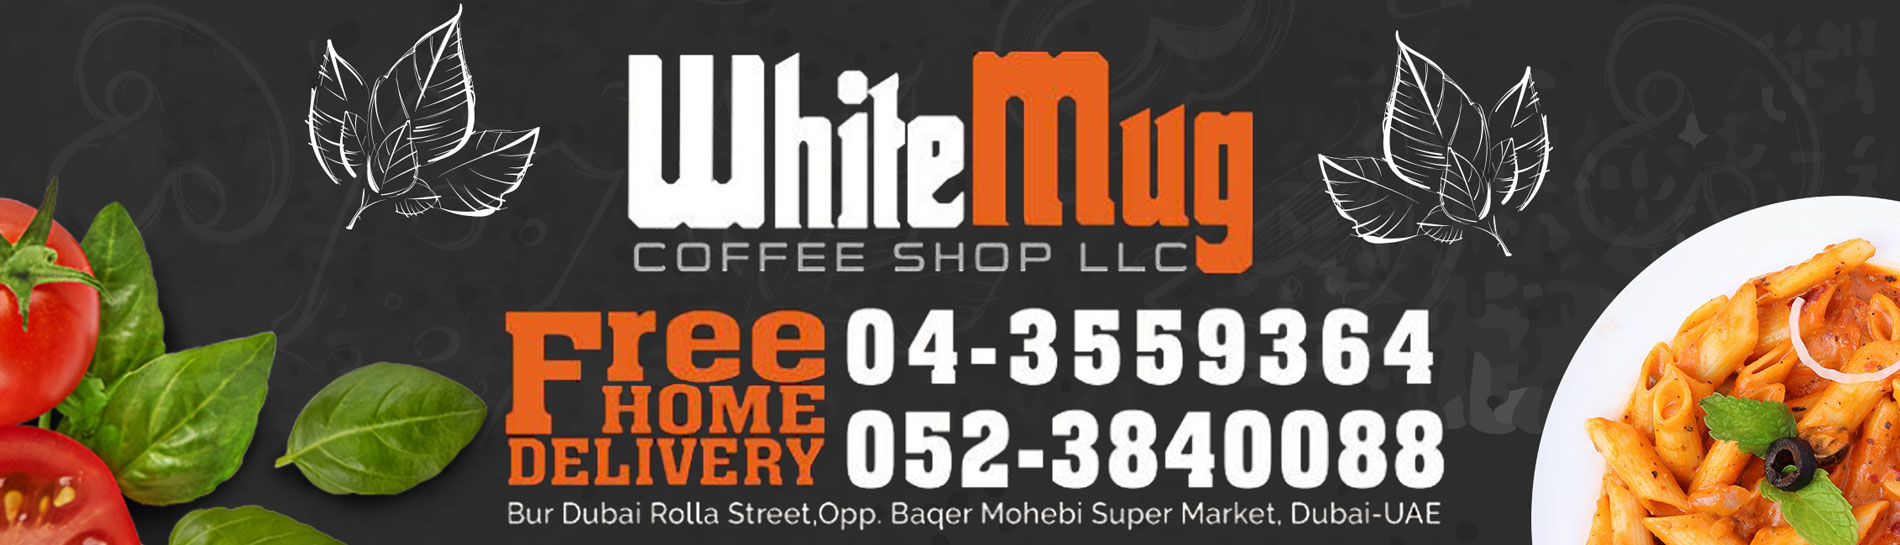 WhiteMug
COFFEE SHOP LLC
Free
HOME
DELIVERY
04-3559364
052-3840088
Bur Dubai Rolla Street,Opp. Baqer Mohebi Super Market, Dubai-UAE